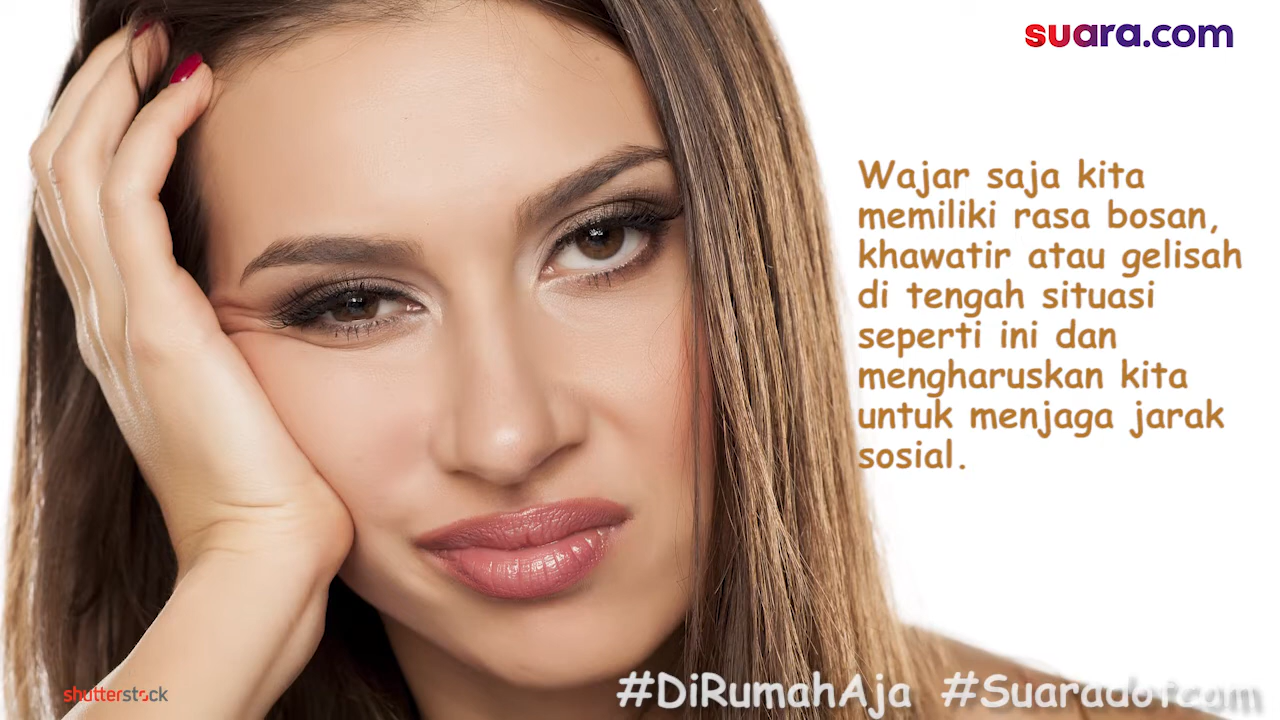 suara.com
Wajar saja kita
memiliki rasa bosan,
khawatir atau gelisah
di tengah situasi
seperti ini dan
mengharuskan kita
untuk menjaga jarak
sosial.
shutterstock
#DiRumahAja #Suaradotcom